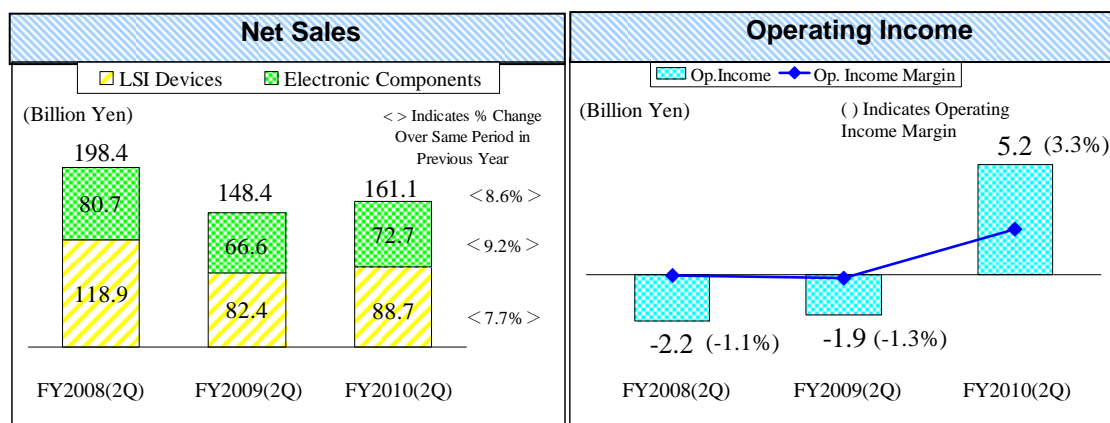 Net Sales
LSI Devices
Electronic Components
(Billion Yen)
< > Indicates % Change
Over Same Period in
Previous Year
198.4
148.4
161.1
<8.6% >
80.7
66.6
72.7
<9.2% >
118.9
82.4
88.7
<7.7% >
FY2008(2Q)
FY2009(2Q)
FY2010(2Q)
Operating Income
Op.Income
Op. Income Margin
(Billion Yen)
( ) Indicates Operating
Income Margin
5.2 (3.3%)
-2.2 (-1.1%)
-1.9 (-1.3%)
FY2008(2Q)
FY2009(2Q)
FY2010(2Q)